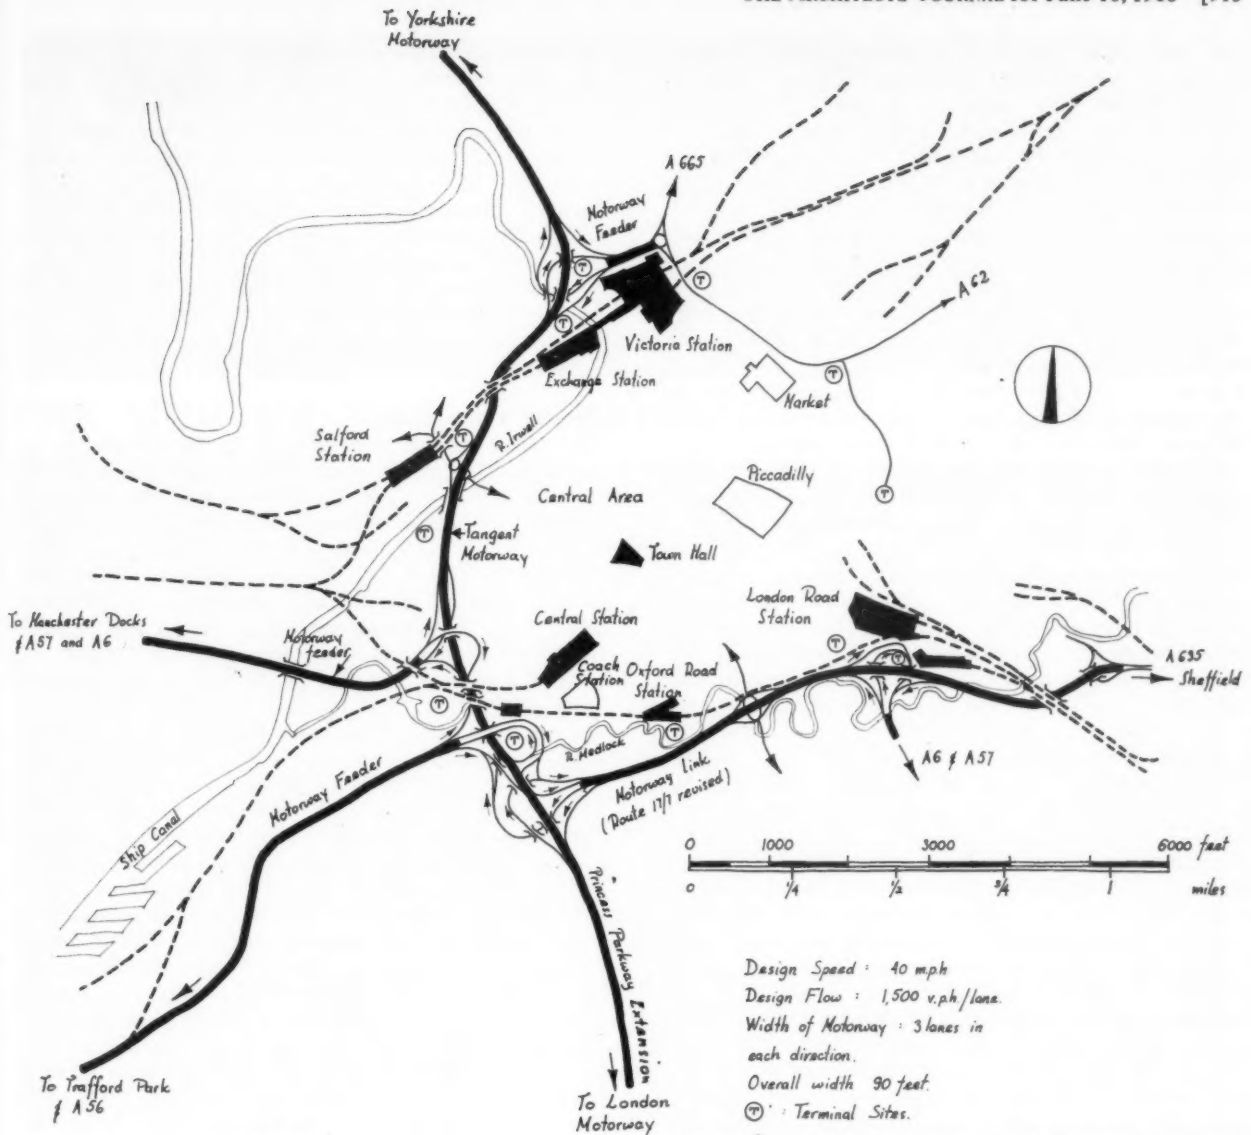 To Yorkshire
Motorway
A 665
Motorway
Feeder
A 62
Victoria Station
Exchange Station
Market
Salford
Station
R. Irwell
Central Area
Piccadilly
Tangent
Motorway
Town Hall
London Road
Station
To Manchester Docks
& A57 and A6
Motorway
feeder
Central Station
Coach
Station
Oxford Road
Station
A 635
Sheffield
R. Medlock
A6 & A57
Motorway Feeder
Motorway Link
(Route 17/7 revised)
Ship Canal
Princess Parkway Extension
0 1000 3000 6000 feet
0 1/4 1/2 3/4 1 miles
Design Speed : 40 m.p.h
Design Flow : 1,500 v.p.h./lane.
Width of Motorway : 3 lanes in
each direction.
Overall width 90 feet.
Ⓣ : Terminal Sites.
To Trafford Park
& A56
To London
Motorway